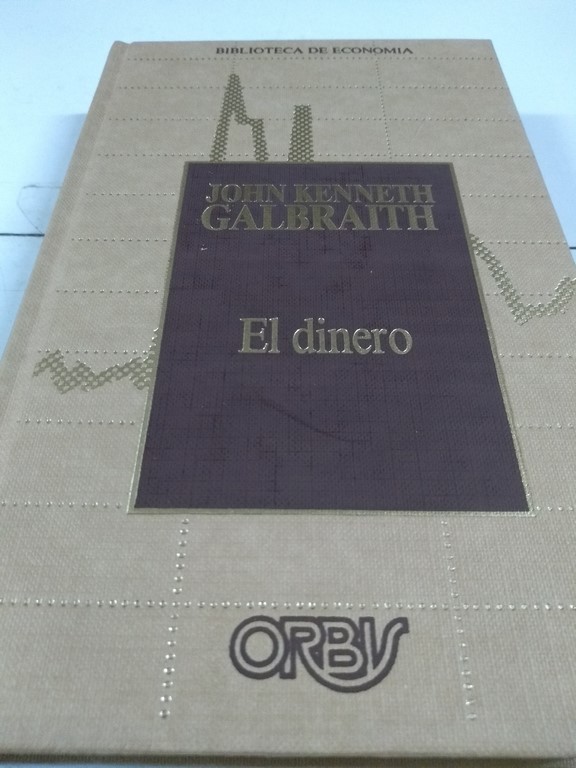 BIBLIOTECA DE ECONOMIA
JOHN KENNETH
GALBRAITH
El dinero
ORBIS